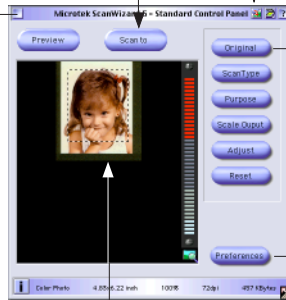 Microtek ScanWizard 5 - Standard Control Panel
Preview
Scan to
Original
ScanType
Purpose
Scale Ouput
Adjust
Reset
Preferences
Color Photo 4.88x6.22 inch 100% 72dpi 457 KBytes